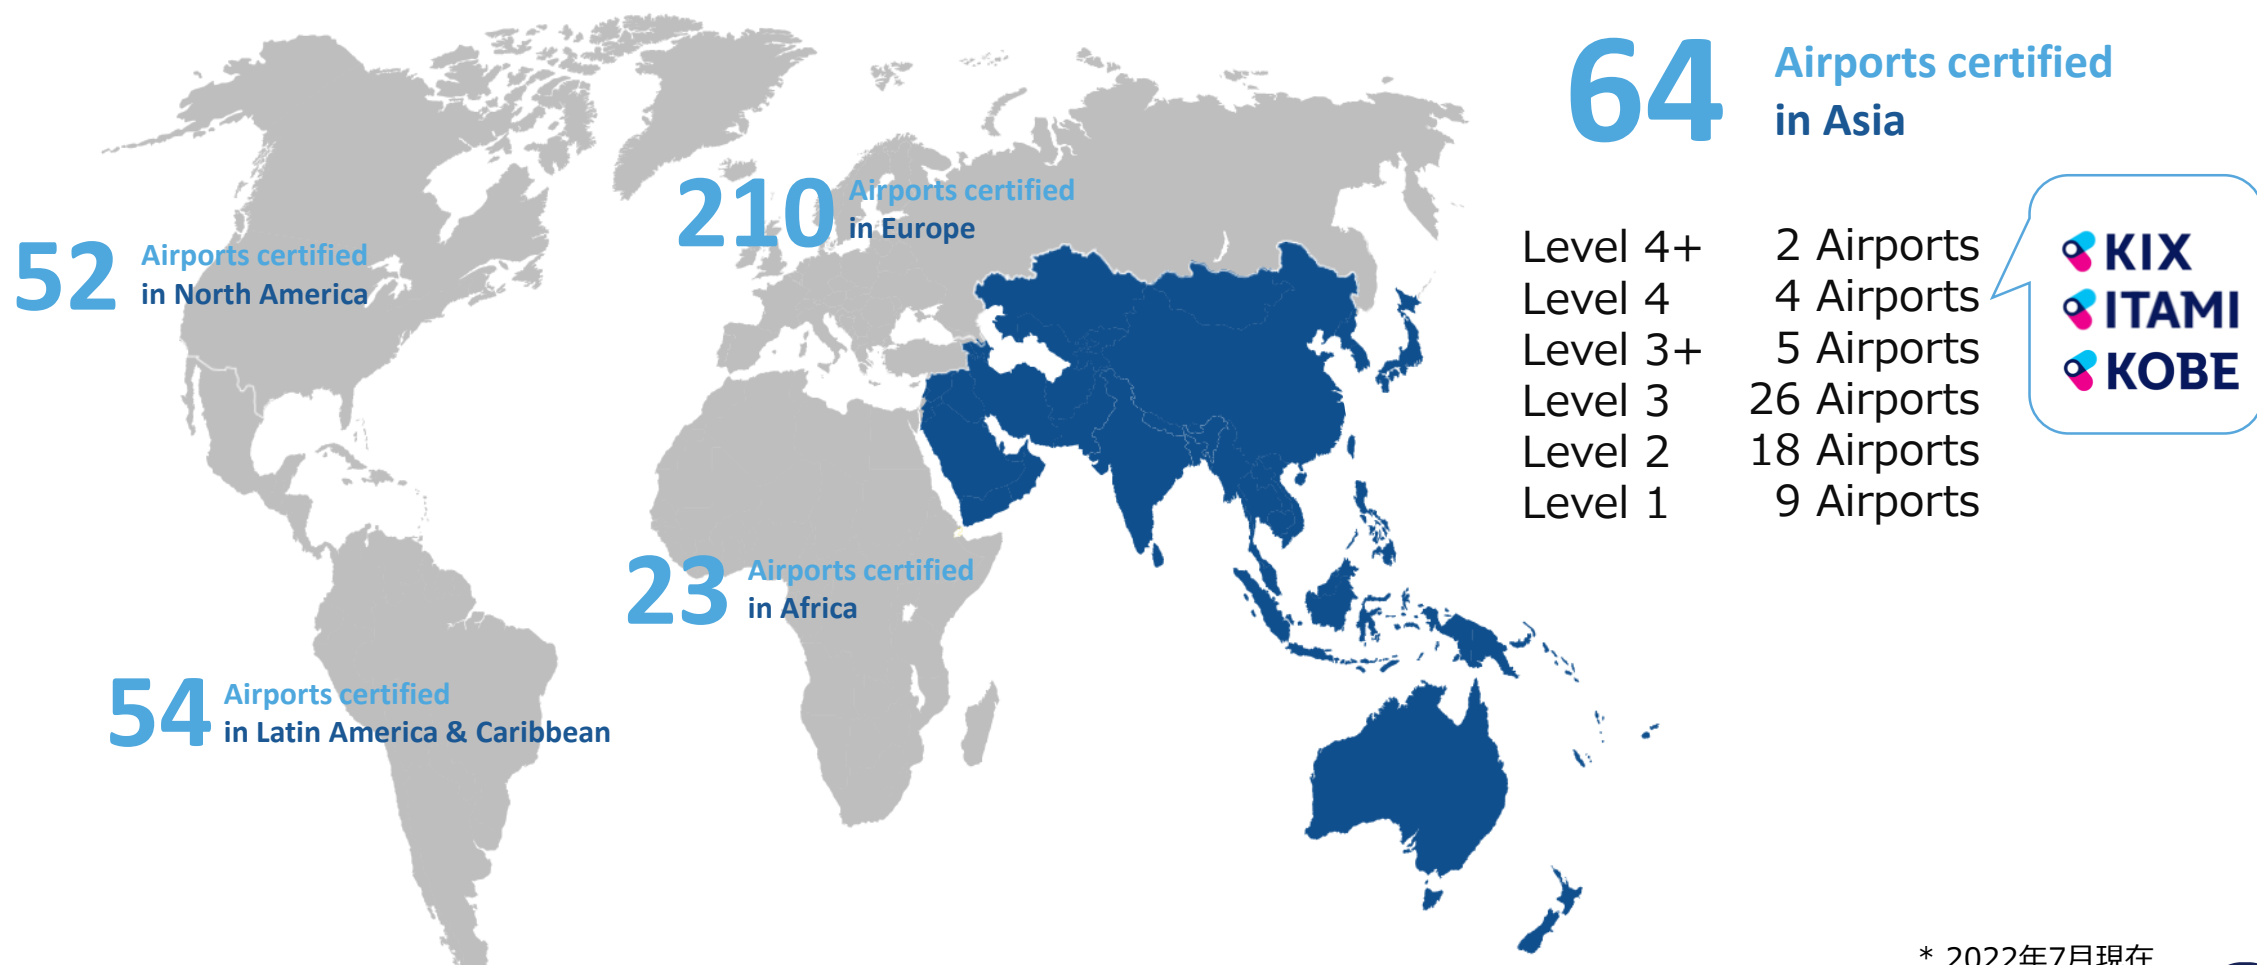 64 Airports certified
in Asia
210 Airports certified
in Europe
52 Airports certified
in North America
Level 4+ 2 Airports
Level 4 4 Airports
Level 3+ 5 Airports
Level 3 26 Airports
Level 2 18 Airports
Level 1 9 Airports
KIX
ITAMI
KOBE
23 Airports certified
in Africa
54 Airports certified
in Latin America & Caribbean
* 2022年7月現在